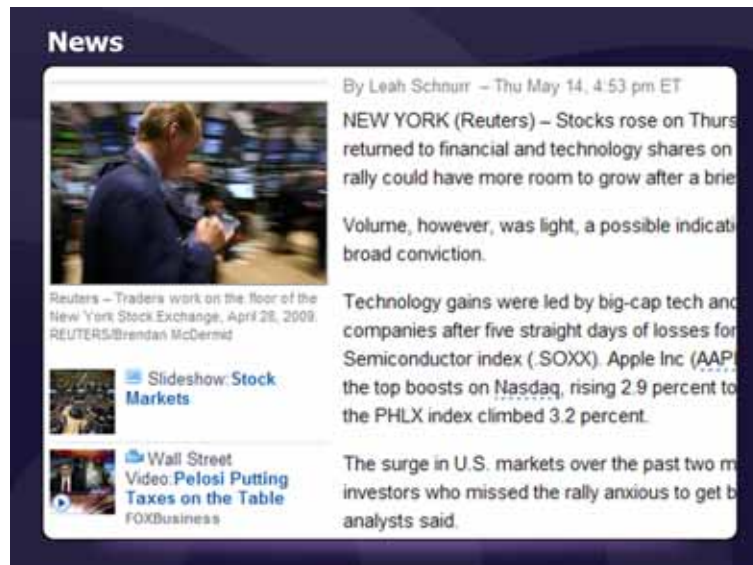 News
By Leah Schnurr – Thu May 14, 4:53 pm ET
NEW YORK (Reuters) – Stocks rose on Thurs
returned to financial and technology shares on
rally could have more room to grow after a brie
Volume, however, was light, a possible indicati
broad conviction.
Technology gains were led by big-cap tech and
companies after five straight days of losses for
Semiconductor index (.SOXX). Apple Inc (AAPL
the top boosts on Nasdaq, rising 2.9 percent to
the PHLX index climbed 3.2 percent.
The surge in U.S. markets over the past two m
investors who missed the rally anxious to get b
analysts said.
Reuters – Traders work on the floor of the
New York Stock Exchange, April 28, 2009.
REUTERS/Brendan McDermid
Slideshow:Stock
Markets
Wall Street
Video:Pelosi Putting
Taxes on the Table
FOXBusiness